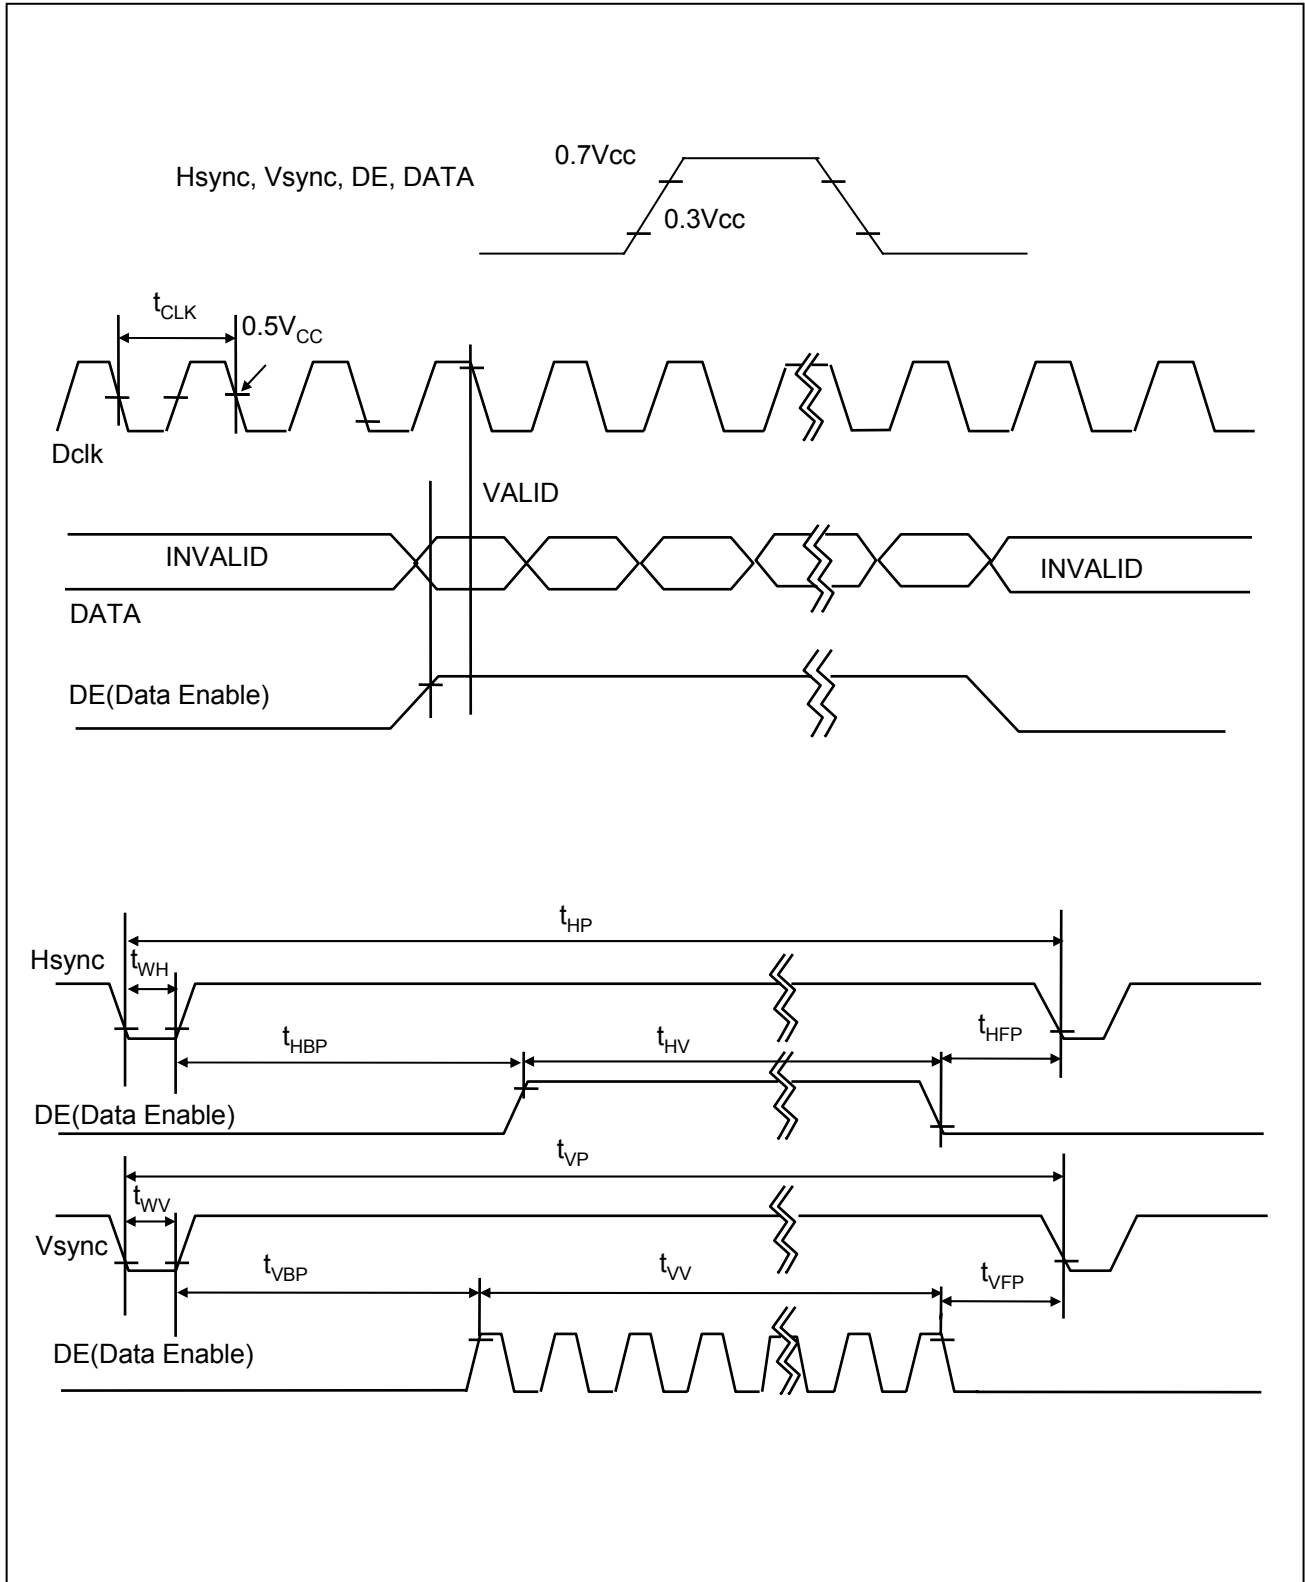 0.7Vcc
Hsync, Vsync, DE, DATA
0.3Vcc
tCLK
0.5VCC
Dclk
VALID
INVALID
INVALID
DATA
DE(Data Enable)
tHP
Hsync
tWH
tHBP
tHV
tHFP
DE(Data Enable)
tVP
tWV
Vsync
tVBP
tVV
tVFP
DE(Data Enable)